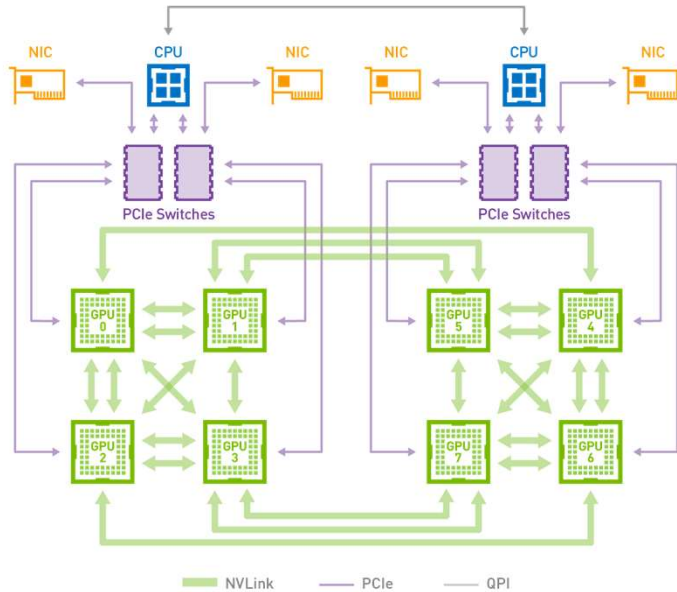 NIC
CPU
NIC
NIC
CPU
NIC
PCIe Switches
PCIe Switches
GPU
0
GPU
1
GPU
5
GPU
4
GPU
2
GPU
3
GPU
7
GPU
6
NVLink
PCIe
QPI